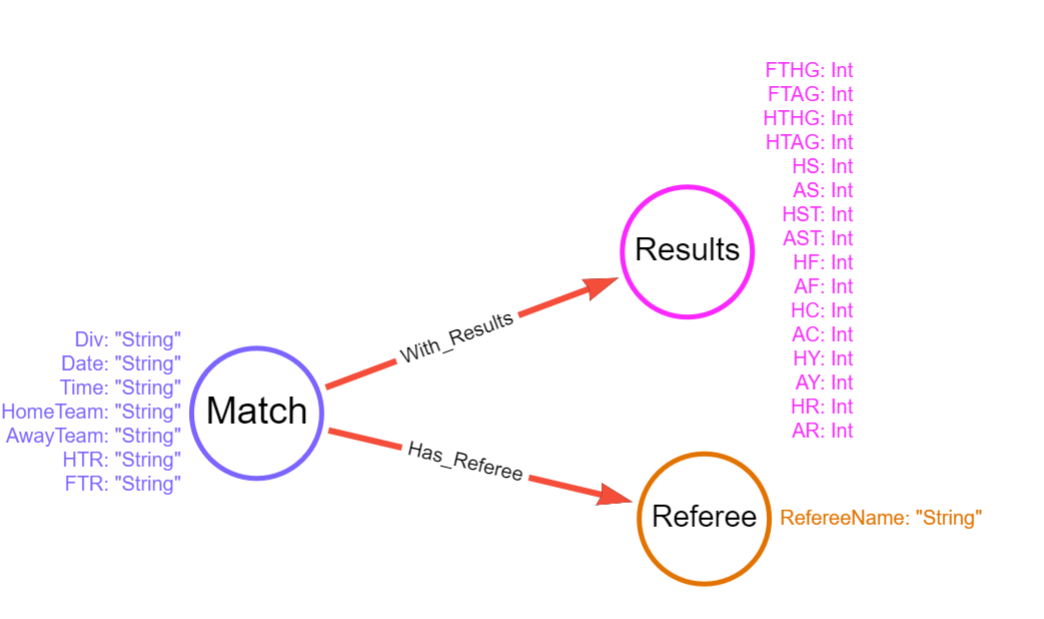 FTHG: Int
FTAG: Int
HTHG: Int
HTAG: Int
HS: Int
AS: Int
HST: Int
AST: Int
HF: Int
AF: Int
HC: Int
AC: Int
HY: Int
AY: Int
HR: Int
AR: Int
Results
With_Results
Div: "String"
Date: "String"
Time: "String"
HomeTeam: "String"
AwayTeam: "String"
HTR: "String"
FTR: "String"
Match
Has_Referee
Referee
RefereeName: "String"